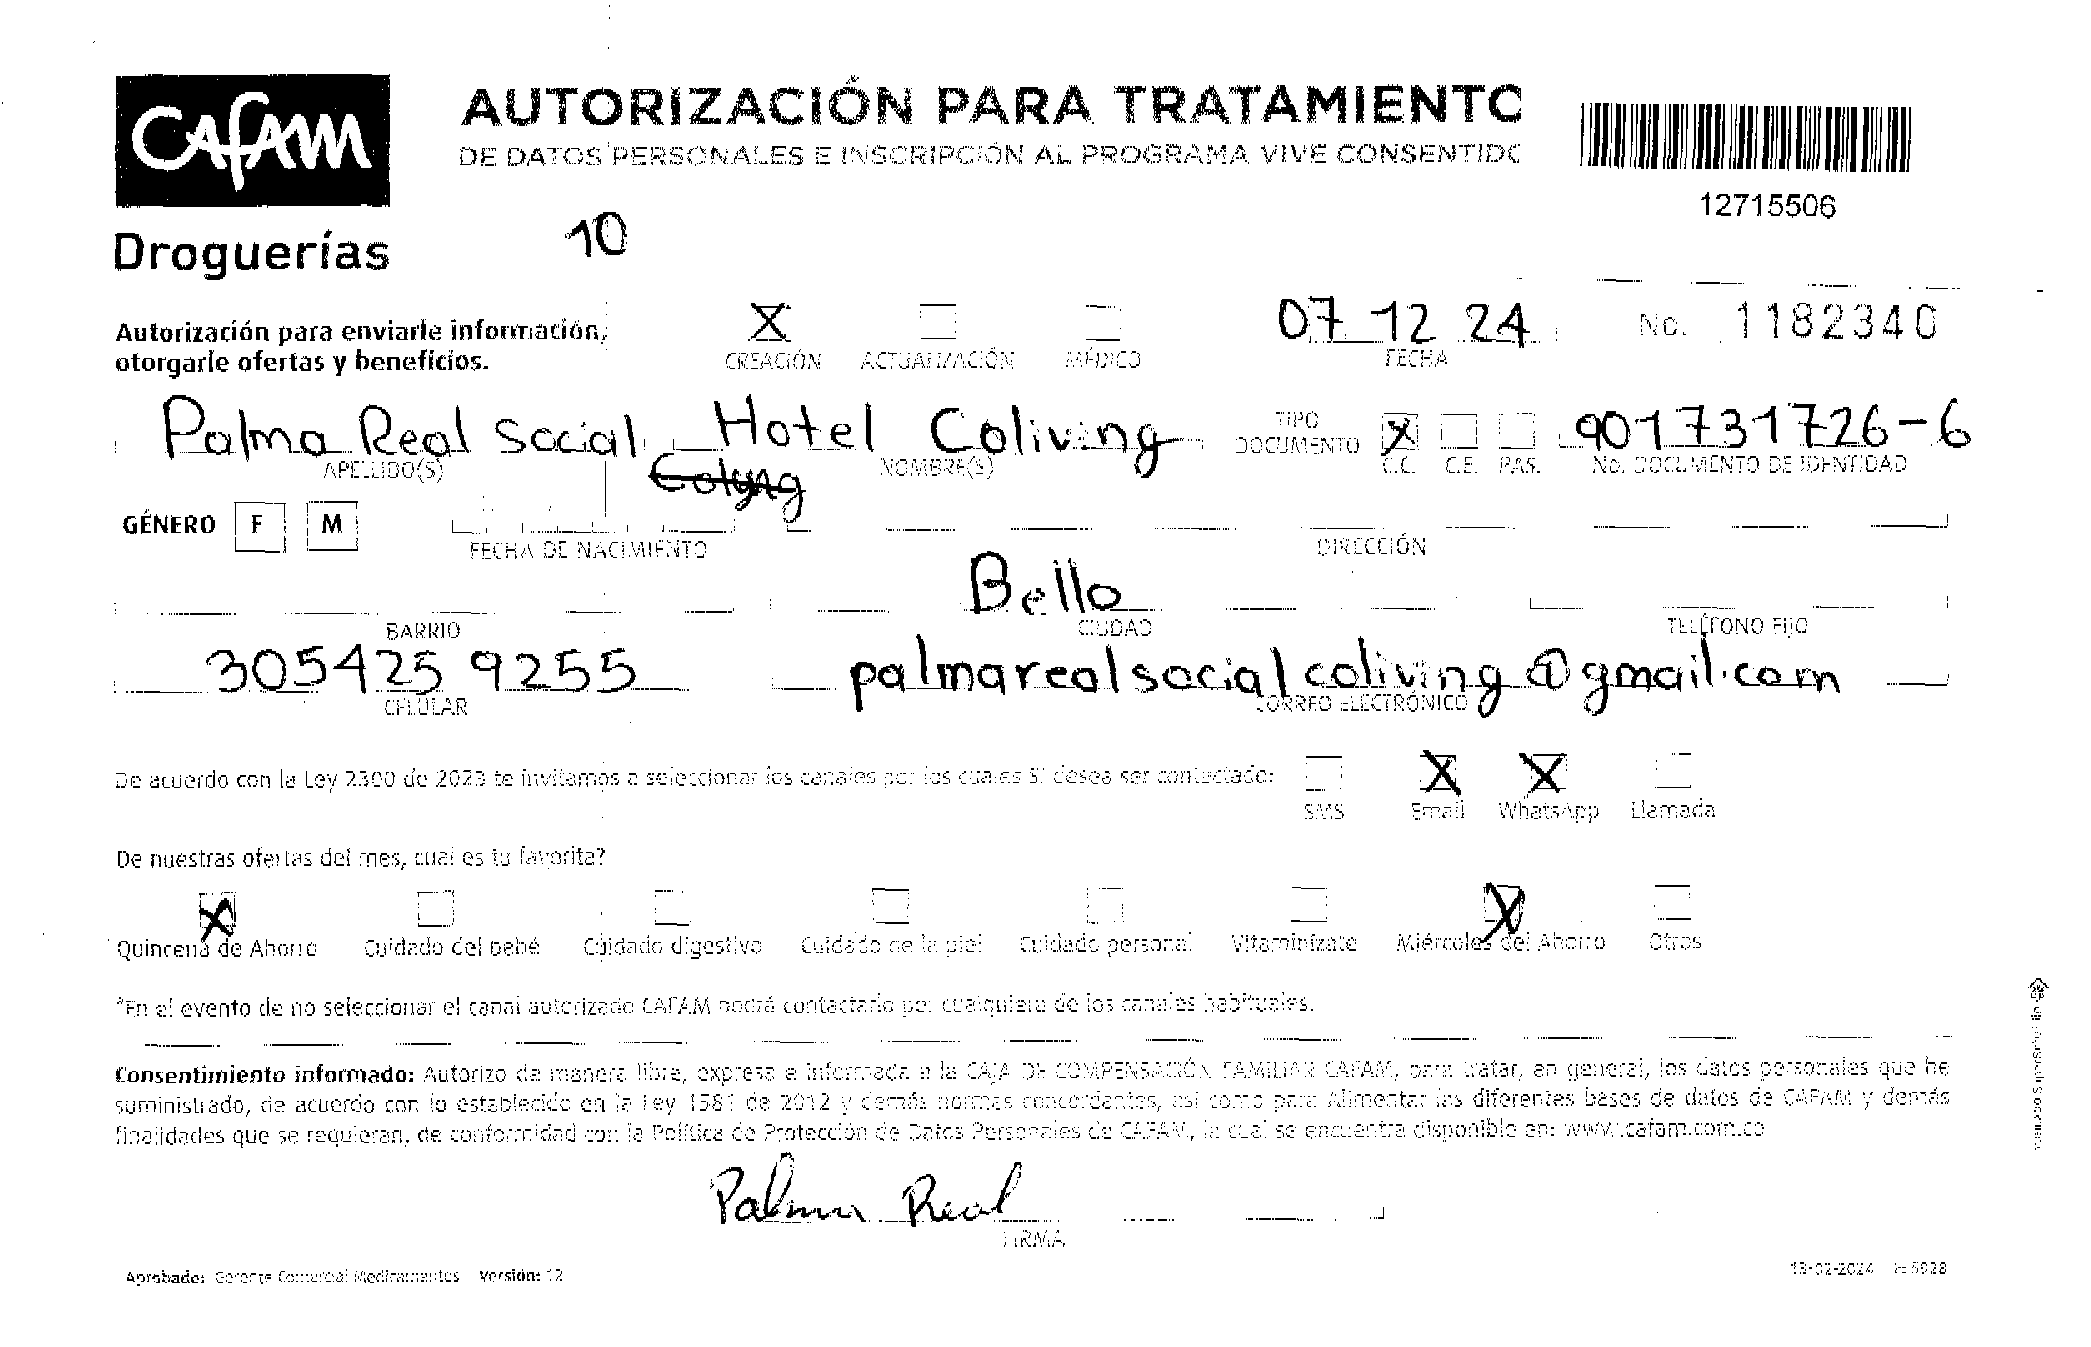 CAFAM
Droguerías
AUTORIZACIÓN PARA TRATAMIENTO
DE DATOS PERSONALES E INSCRIPCIÓN AL PROGRAMA VIVE CONSENTIDO
12715506
10
Autorización para enviarle información,
otorgarle ofertas y beneficios.
X CREACIÓN ACTUALIZACIÓN MÉDICO
07 12 24
FECHA
No. 1182340
Palma Real Social Hotel Coliving
APELLIDO(S) NOMBRE(S)
TIPO DOCUMENTO X C.C. C.E. PAS.
901731726-6
No. DOCUMENTO DE IDENTIDAD
GÉNERO F M
FECHA DE NACIMIENTO DIRECCIÓN
Bello
BARRIO CIUDAD TELÉFONO FIJO
305425 9255 palmarealsocialcoliving@gmail.com
CELULAR CORREO ELECTRÓNICO
De acuerdo con la Ley 2300 de 2023 te invitamos a seleccionar los canales por los cuales SI desea ser contactado:
SMS X Email X WhatsApp Llamada
De nuestras ofertas del mes, cual es tu favorita?
X Quincena de Ahorro Cuidado del bebé Cuidado digestivo Cuidado de la piel Cuidado personal Vitaminízate X Miércoles del Ahorro Otros
*En el evento de no seleccionar el canal autorizado CAFAM podrá contactarlo por cualquiera de los canales habituales.
Consentimiento informado: Autorizo de manera libre, expresa e informada a la CAJA DE COMPENSACIÓN FAMILIAR CAFAM, para tratar, en general, los datos personales que he
suministrado, de acuerdo con lo establecido en la Ley 1581 de 2012 y demás normas concordantes, así como para Alimentar las diferentes bases de datos de CAFAM y demás
finalidades que se requieran, de conformidad con la Política de Protección de Datos Personales de CAFAM, la cual se encuentra disponible en: www.cafam.com.co
Palma Real
FIRMA
Aprobado: Gerente Comercial Medicamentos Versión: 12
13-02-2024